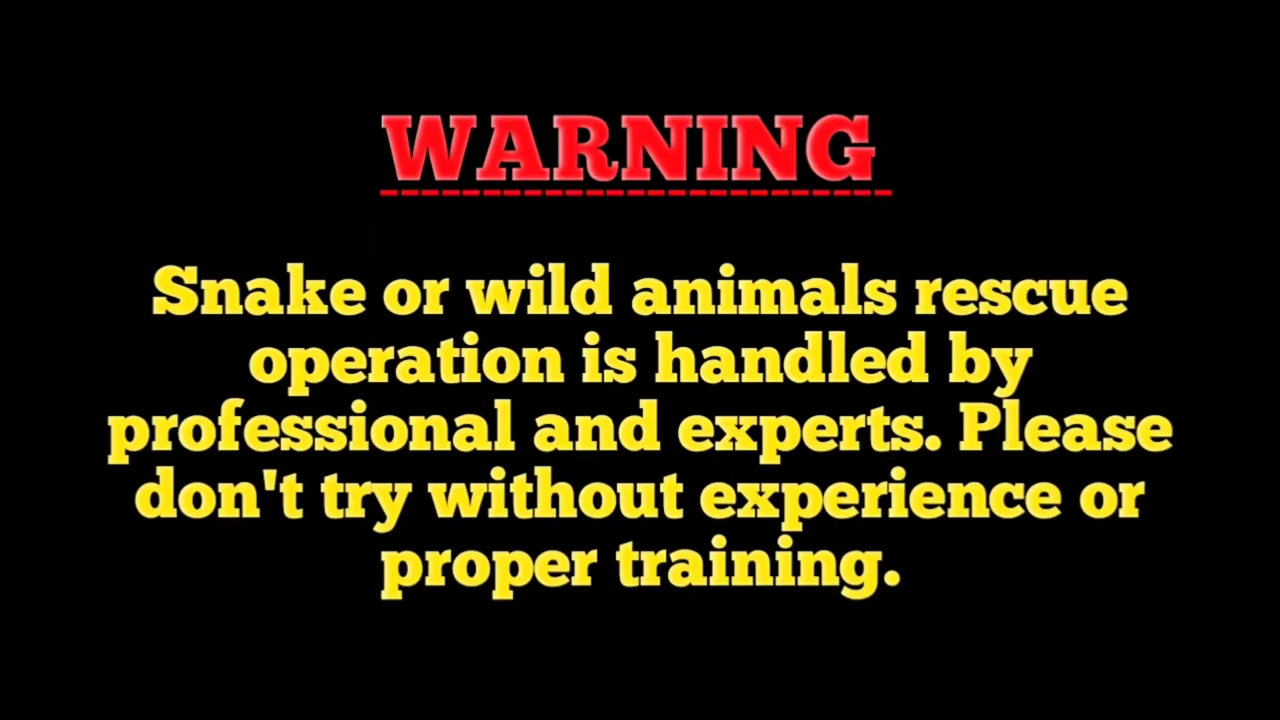 WARNING
Snake or wild animals rescue
operation is handled by
professional and experts. Please
don't try without experience or
proper training.